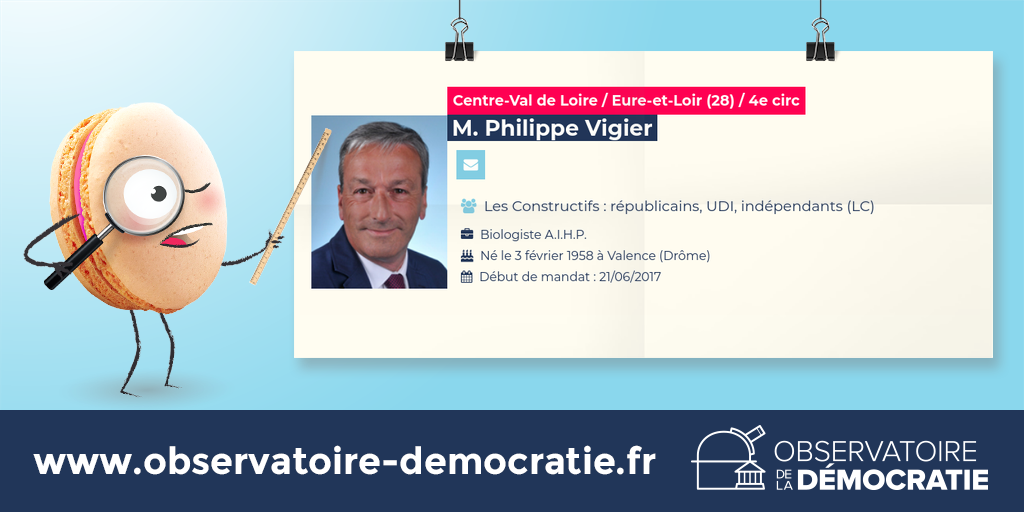 Centre-Val de Loire / Eure-et-Loir (28) / 4e circ
M. Philippe Vigier
Les Constructifs : républicains, UDI, indépendants (LC)
Biologiste A.I.H.P.
Né le 3 février 1958 à Valence (Drôme)
Début de mandat : 21/06/2017
www.observatoire-democratie.fr
OBSERVATOIRE
DE LA DÉMOCRATIE